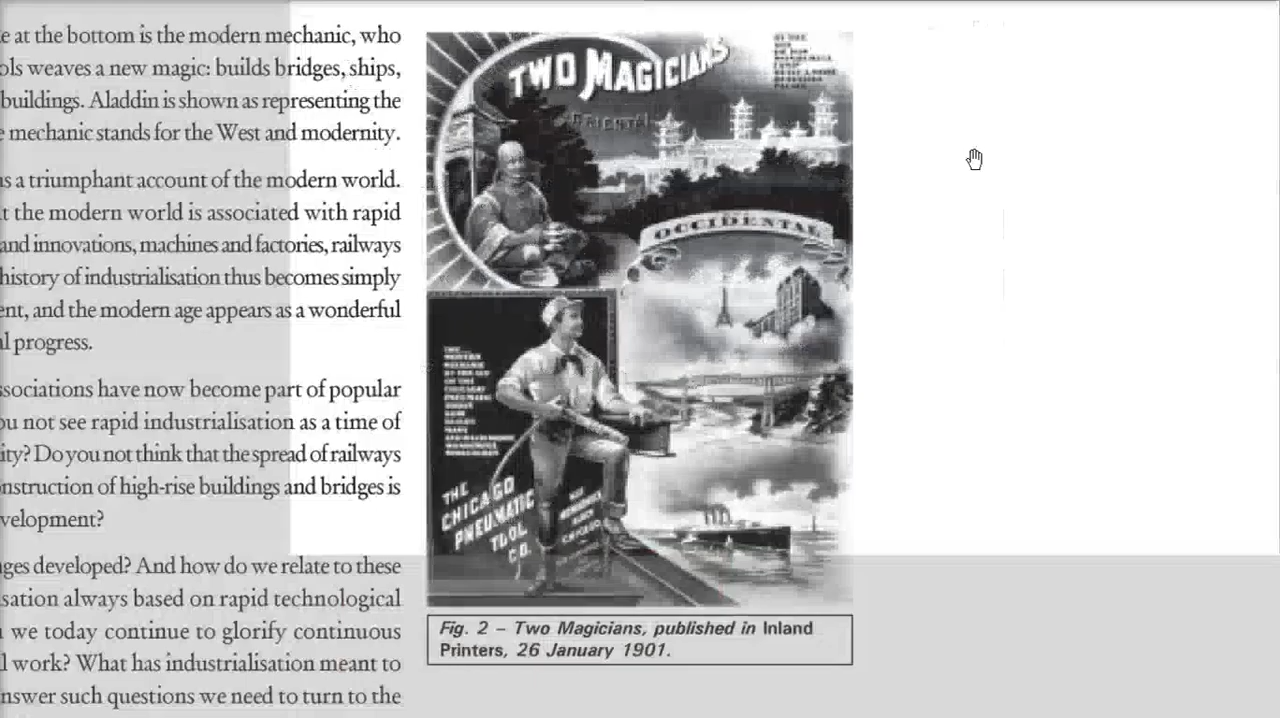 e at the bottom is the modern mechanic, who
ols weaves a new magic: builds bridges, ships,
buildings. Aladdin is shown as representing the
e mechanic stands for the West and modernity.
as a triumphant account of the modern world.
t the modern world is associated with rapid
and innovations, machines and factories, railways
history of industrialisation thus becomes simply
ent, and the modern age appears as a wonderful
al progress.
ssociations have now become part of popular
ou not see rapid industrialisation as a time of
ity? Do you not think that the spread of railways
onstruction of high-rise buildings and bridges is
velopment?
ages developed? And how do we relate to these
sation always based on rapid technological
we today continue to glorify continuous
l work? What has industrialisation meant to
nswer such questions we need to turn to the
TWO MAGICIANS
ORIENTAL
OCCIDENTAL
THE
CHICAGO
PNEUMATIC
TOOL
CO.
Fig. 2 – Two Magicians, published in Inland
Printers, 26 January 1901.